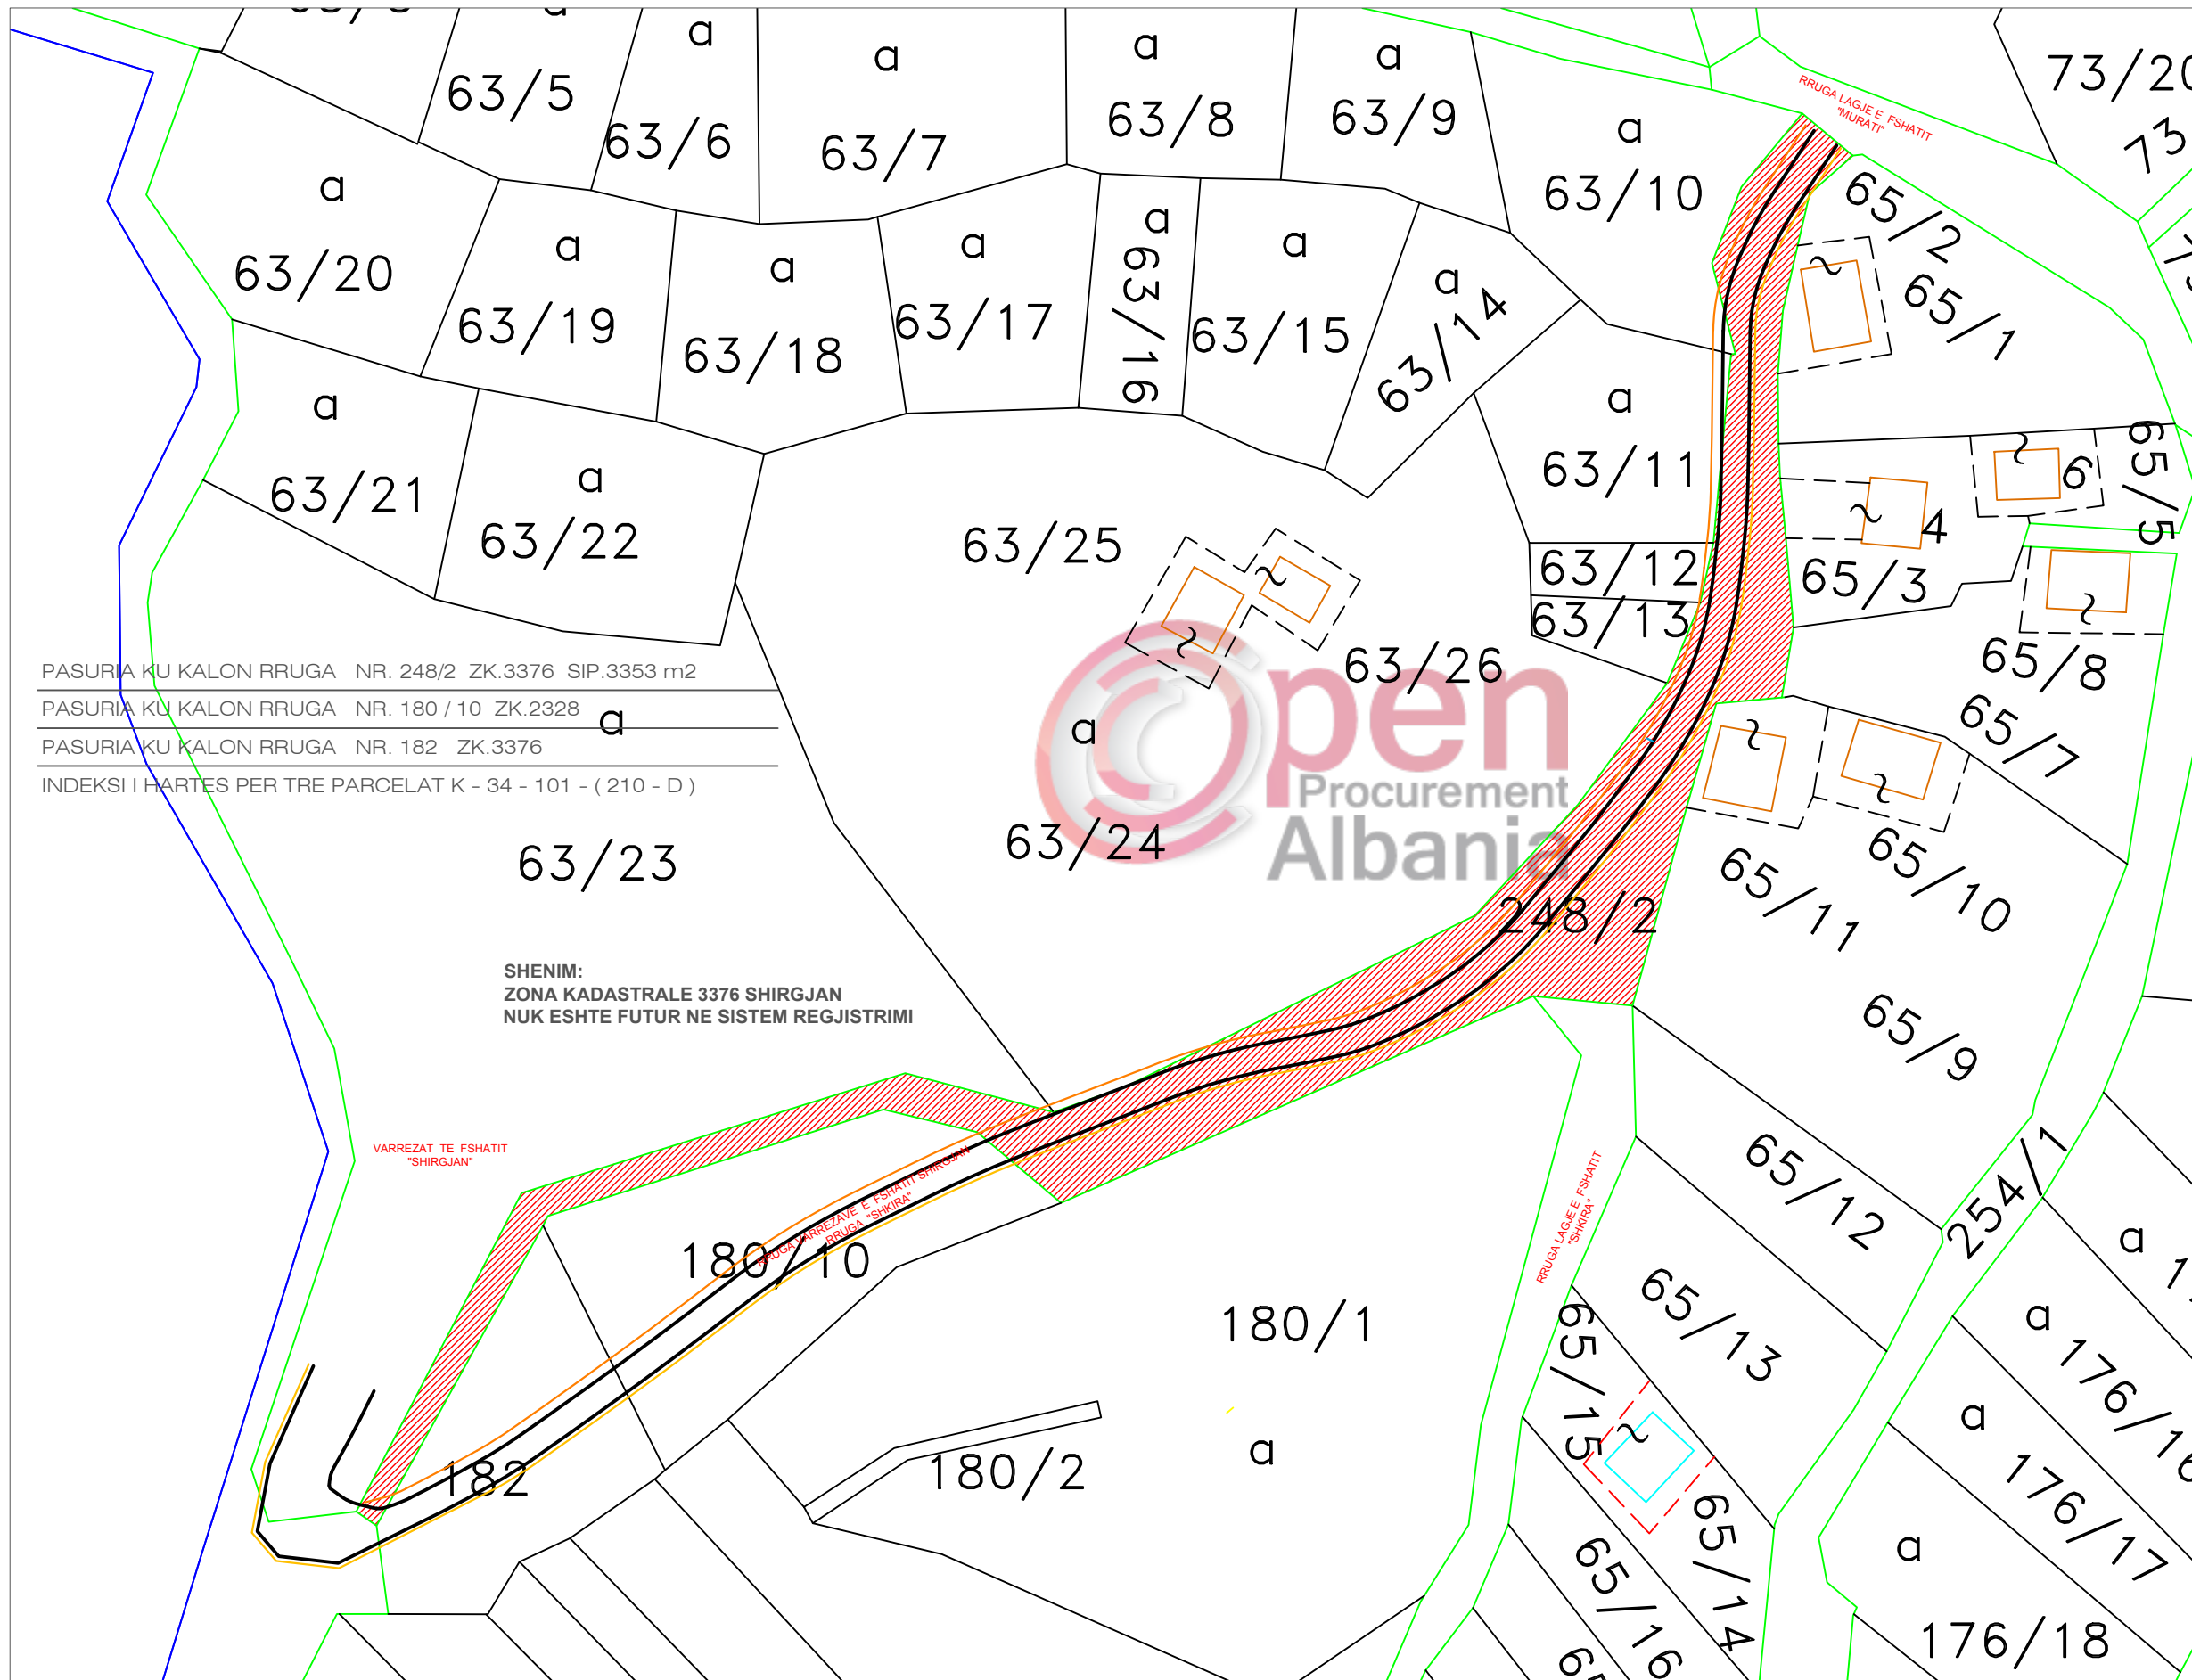 a
63/5
a
63/6
a
63/7
a
63/8
a
63/9
a
63/10
RRUGA LAGJE E FSHATIT
"MURATI"
73/20
73
65/2
65/1
a
63/20
a
63/19
a
63/18
a
63/17
a
63/16
a
63/15
a
63/14
a
63/11
a
63/21
a
63/22
63/25
63/12
63/13
65/3
4
6
65/5
63/26
65/8
65/7
PASURIA KU KALON RRUGA NR. 248/2 ZK.3376 SIP.3353 m2
PASURIA KU KALON RRUGA NR. 180 / 10 ZK.2328
PASURIA KU KALON RRUGA NR. 182 ZK.3376
INDEKSI I HARTES PER TRE PARCELAT K - 34 - 101 - ( 210 - D )
a
63/23
a
63/24
Open
Procurement
Albania
248/2
65/11
65/10
65/9
SHENIM:
ZONA KADASTRALE 3376 SHIRGJAN
NUK ESHTE FUTUR NE SISTEM REGJISTRIMI
VARREZAT TE FSHATIT
"SHIRGJAN"
RRUGA VARREZAVE E FSHATIT SHIRGJAN
RRUGA "SHKIRA"
RRUGA LAGJE E FSHATIT
"SHKIRA"
180/10
180/1
a
180/2
182
65/12
254/1
65/13
65/15
65/14
65/16
a
a
176/16
a
176/17
a
176/18